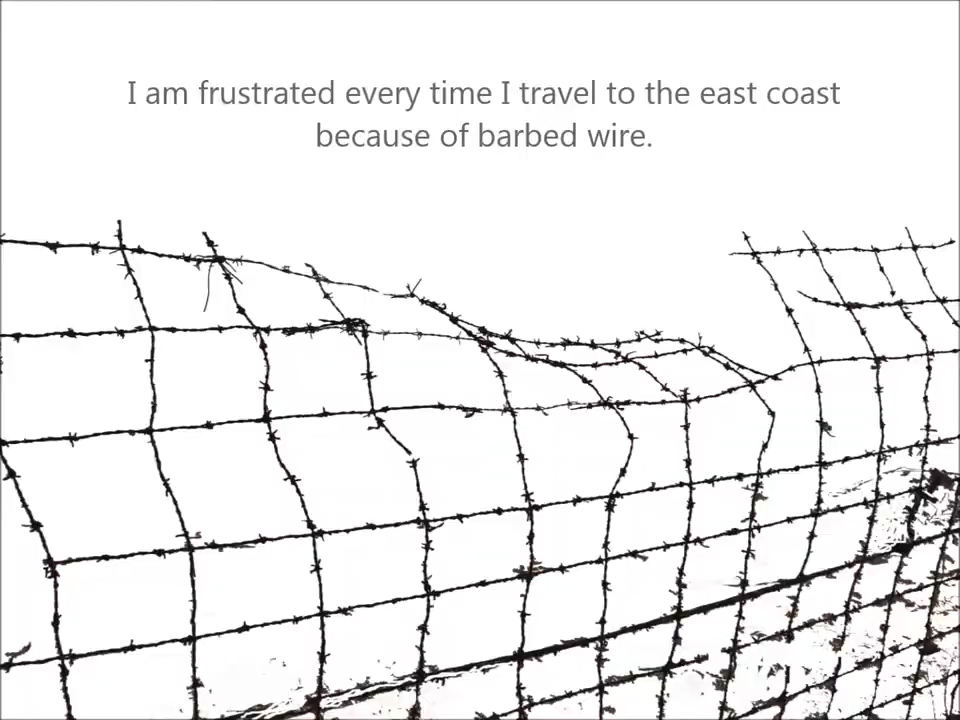 I am frustrated every time I travel to the east coast
because of barbed wire.